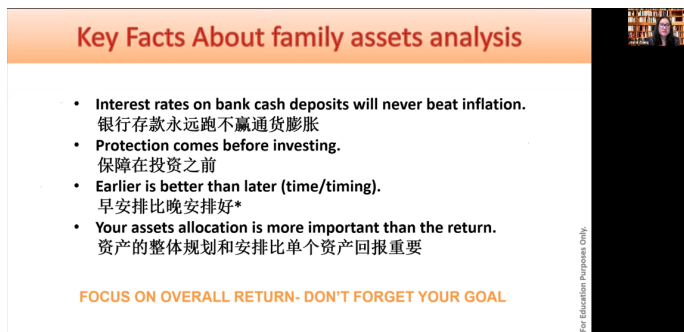 Key Facts About family assets analysis
• Interest rates on bank cash deposits will never beat inflation.
银行存款永远跑不赢通货膨胀
• Protection comes before investing.
保障在投资之前
• Earlier is better than later (time/timing).
早安排比晚安排好*
• Your assets allocation is more important than the return.
资产的整体规划和安排比单个资产回报重要
FOCUS ON OVERALL RETURN- DON'T FORGET YOUR GOAL
For Education Purposes Only.